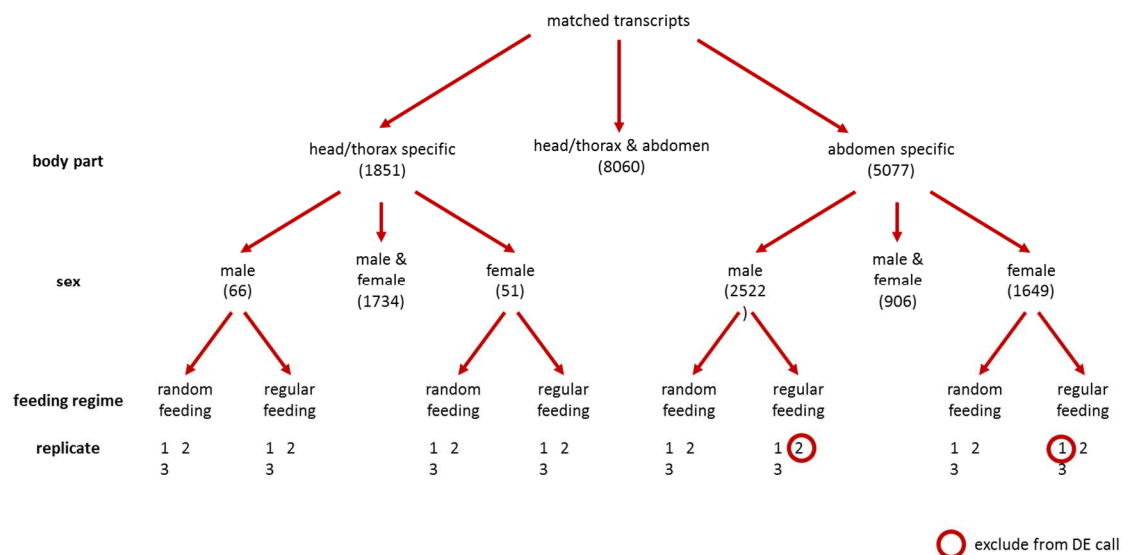 matched transcripts
body part
head/thorax specific
(1851)
head/thorax & abdomen
(8060)
abdomen specific
(5077)
sex
male
(66)
male &
female
(1734)
female
(51)
male
(2522
)
male &
female
(906)
female
(1649)
feeding regime
random
feeding
regular
feeding
random
feeding
regular
feeding
random
feeding
regular
feeding
random
feeding
regular
feeding
replicate
1 2
3
1 2
3
1 2
3
1 2
3
1 2
3
1 2
3
1 2
3
1 2
3
exclude from DE call